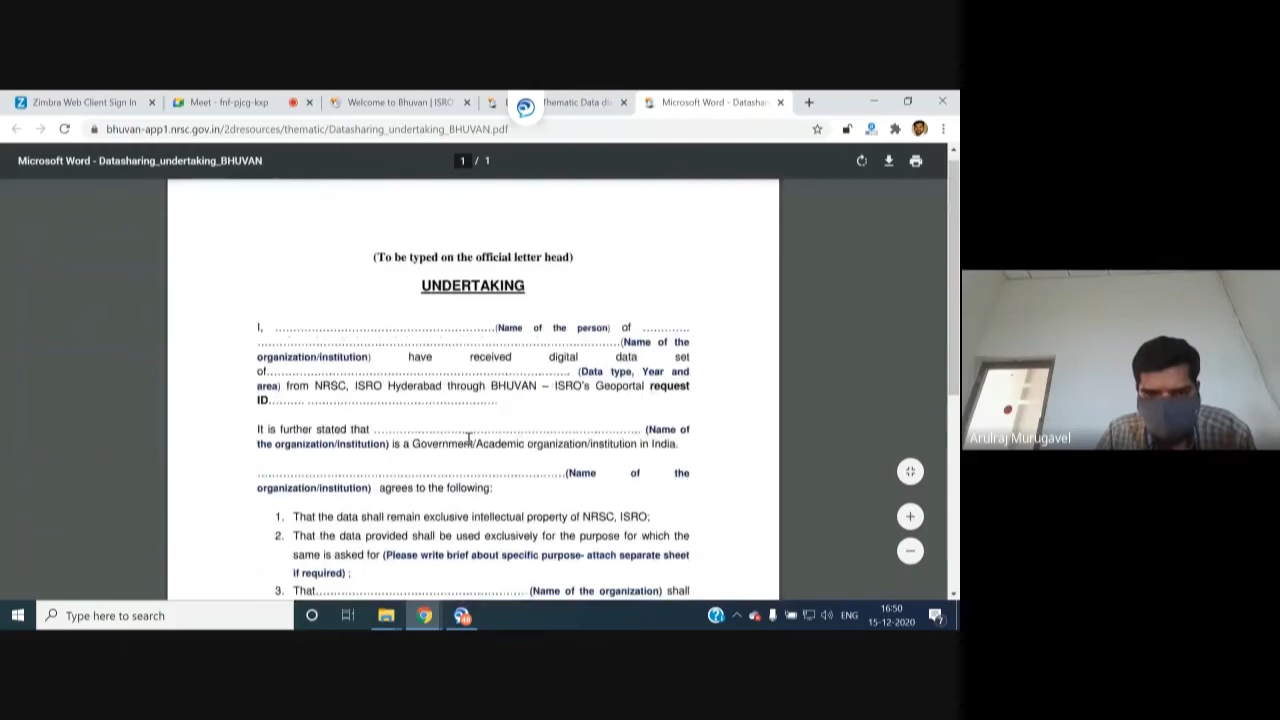 Zimbra Web Client Sign In
Meet - fnf-pjcg-kxp
Welcome to Bhuvan | ISRO
Thematic Data di
Microsoft Word - Datashar
bhuvan-app1.nrsc.gov.in/2dresources/thematic/Datasharing_undertaking_BHUVAN.pdf
Microsoft Word - Datasharing_undertaking_BHUVAN
1 / 1
(To be typed on the official letter head)
UNDERTAKING
I, .......................................................(Name of the person) of ............
..........................................................................................(Name of the
organization/institution) have received digital data set
of.......................................................................... (Data type, Year and
area) from NRSC, ISRO Hyderabad through BHUVAN – ISRO's Geoportal request
ID......... ................................................
It is further stated that .................................................................... (Name of
the organization/institution) is a Government/Academic organization/institution in India.
............................................................................(Name of the
organization/institution) agrees to the following:
1. That the data shall remain exclusive intellectual property of NRSC, ISRO;
2. That the data provided shall be used exclusively for the purpose for which the
same is asked for (Please write brief about specific purpose- attach separate sheet
if required) ;
3. That..................................................... (Name of the organization) shall
Arulraj Murugavel
Type here to search
ENG
16:50
15-12-2020